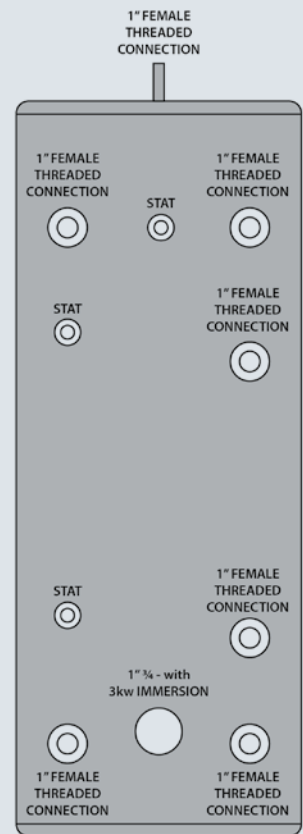 1" FEMALE
THREADED
CONNECTION
1" FEMALE
THREADED
CONNECTION
1" FEMALE
THREADED
CONNECTION
STAT
STAT
1" FEMALE
THREADED
CONNECTION
STAT
1" FEMALE
THREADED
CONNECTION
1" ¾ - with
3kw IMMERSION
1" FEMALE
THREADED
CONNECTION
1" FEMALE
THREADED
CONNECTION